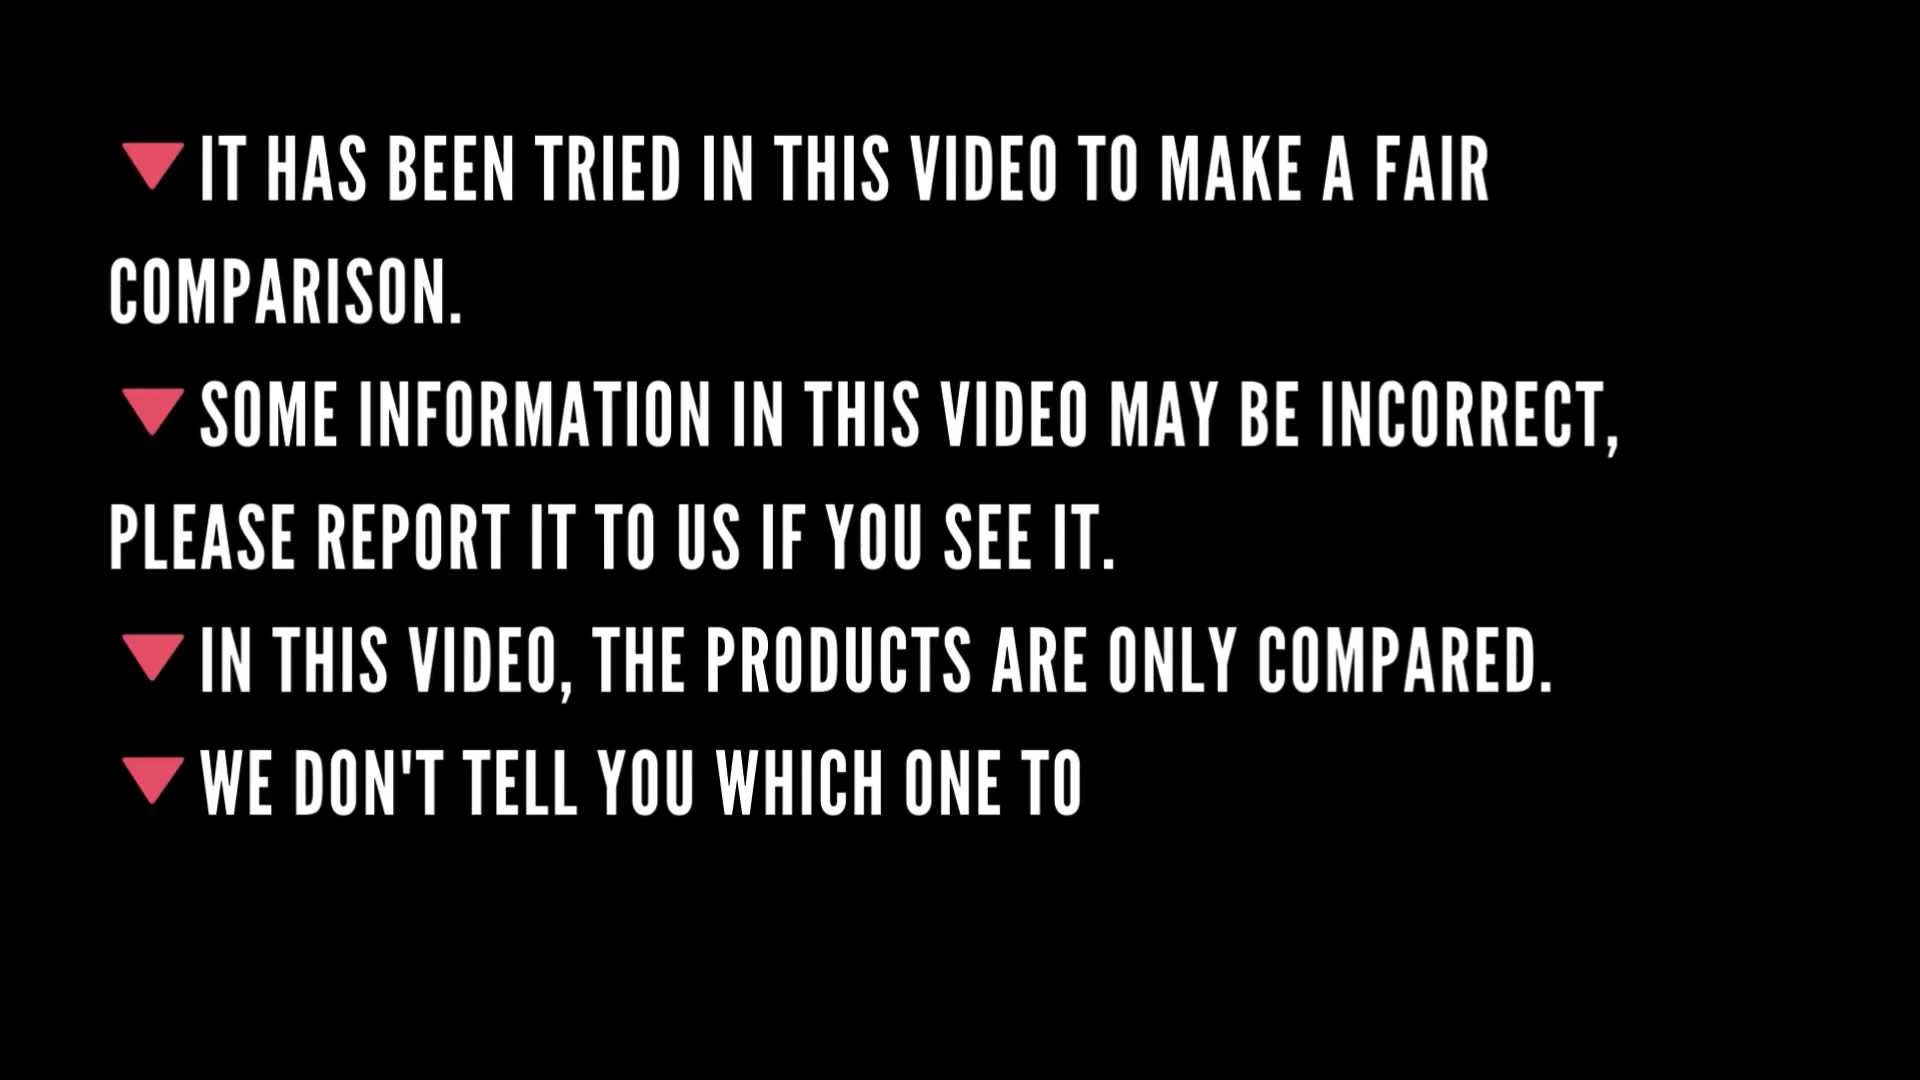 🔻IT HAS BEEN TRIED IN THIS VIDEO TO MAKE A FAIR
COMPARISON.
🔻SOME INFORMATION IN THIS VIDEO MAY BE INCORRECT,
PLEASE REPORT IT TO US IF YOU SEE IT.
🔻IN THIS VIDEO, THE PRODUCTS ARE ONLY COMPARED.
🔻WE DON'T TELL YOU WHICH ONE TO